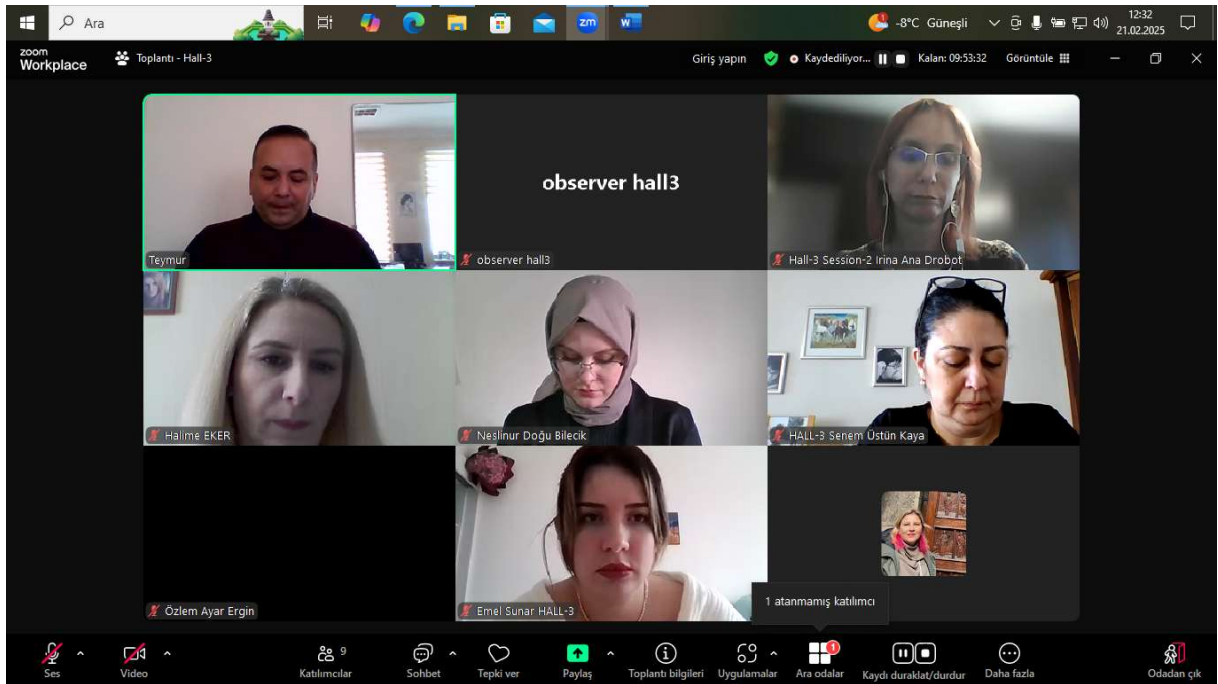 Ara
zm
W
-8°C Güneşli
12:32
21.02.2025
zoom
Workplace
Toplantı - Hall-3
Giriş yapın
Kaydediliyor...
Kalan: 09:53:32
Görüntüle
observer hall3
Teymur
observer hall3
Hall-3 Session-2 Irina Ana Drobot
Halime EKER
Neslinur Doğu Bilecik
HALL-3 Senem Üstün Kaya
Özlem Ayar Ergin
Emel Sunar HALL-3
1 atanmamış katılımcı
9
1
Ses
Video
Katılımcılar
Sohbet
Tepki ver
Paylaş
Toplantı bilgileri
Uygulamalar
Ara odalar
Kaydı duraklat/durdur
Daha fazla
Odadan çık